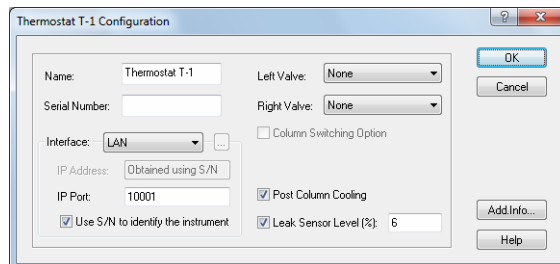 Thermostat T-1 Configuration
Name: Thermostat T-1
Serial Number:
Interface: LAN ...
IP Address: Obtained using S/N
IP Port: 10001
Use S/N to identify the instrument
Left Valve: None
Right Valve: None
Column Switching Option
Post Column Cooling
Leak Sensor Level (%): 6
OK
Cancel
Add.Info...
Help